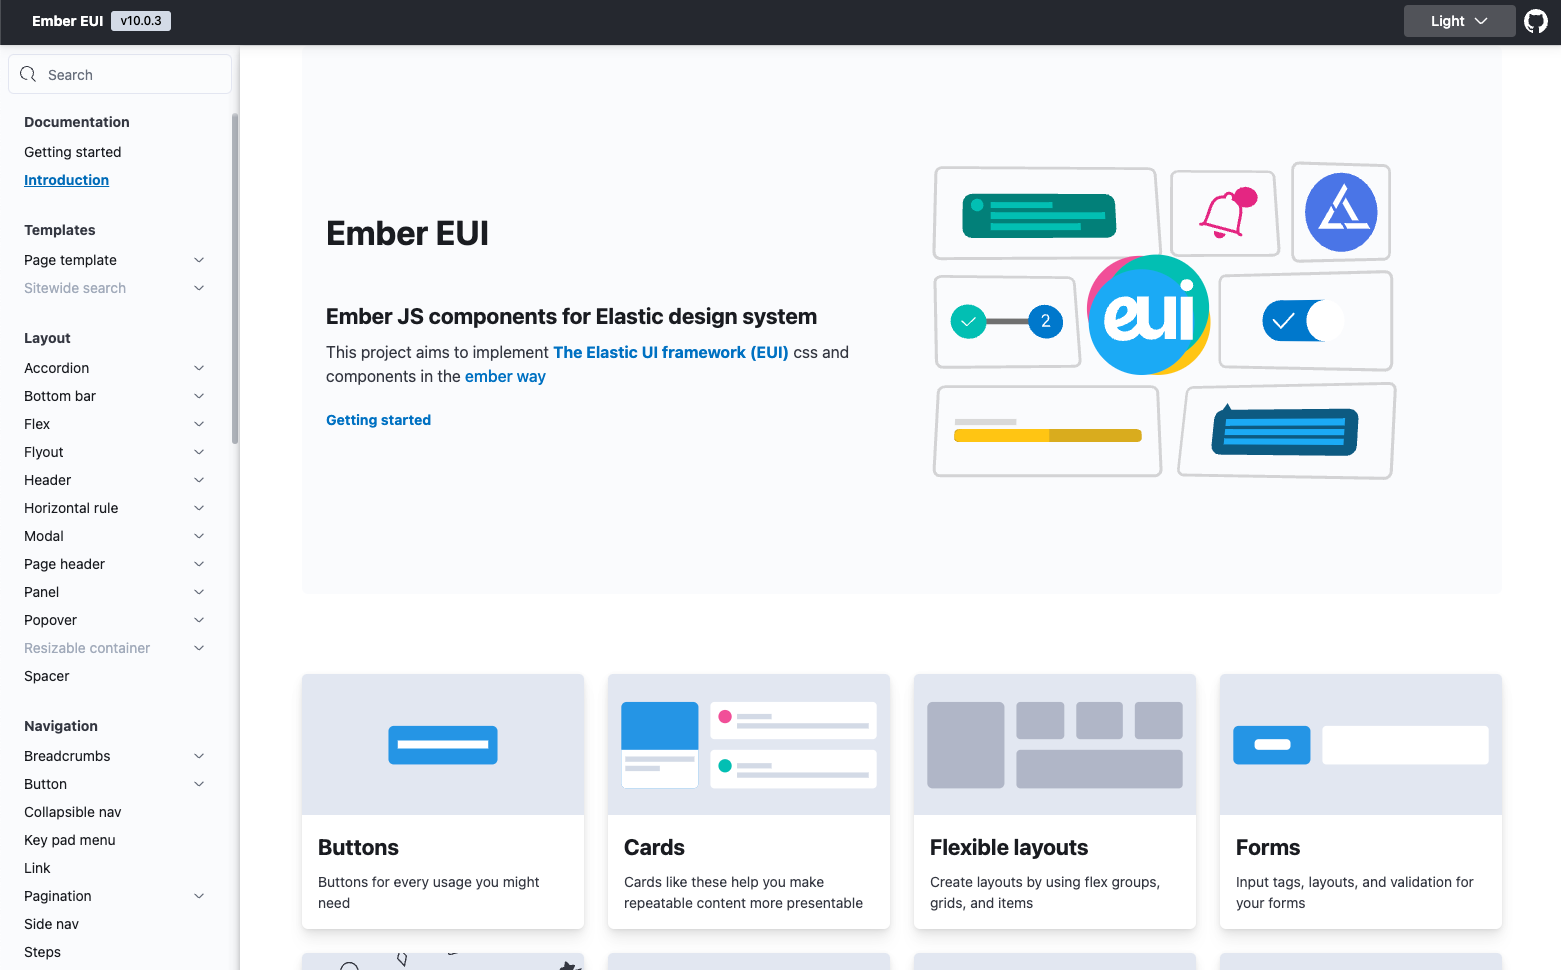 Ember EUI v10.0.3
Light
Search
Documentation
Getting started
Introduction
Templates
Page template
Sitewide search
Layout
Accordion
Bottom bar
Flex
Flyout
Header
Horizontal rule
Modal
Page header
Panel
Popover
Resizable container
Spacer
Navigation
Breadcrumbs
Button
Collapsible nav
Key pad menu
Link
Pagination
Side nav
Steps
Ember EUI
Ember JS components for Elastic design system
This project aims to implement The Elastic UI framework (EUI) css and
components in the ember way
Getting started
eui
2
Buttons
Buttons for every usage you might
need
Cards
Cards like these help you make
repeatable content more presentable
Flexible layouts
Create layouts by using flex groups,
grids, and items
Forms
Input tags, layouts, and validation for
your forms